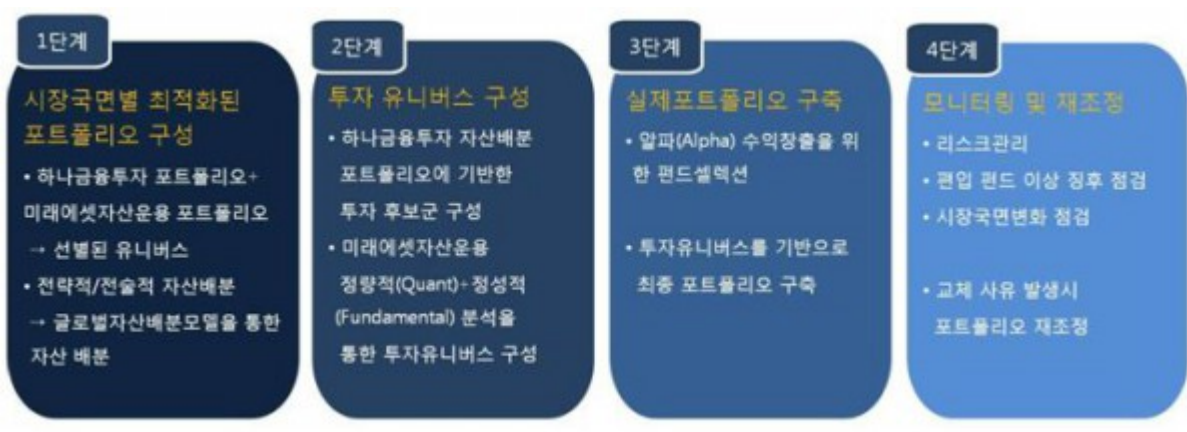 1단계
시장국면별 최적화된
포트폴리오 구성
• 하나금융투자 포트폴리오+
미래에셋자산운용 포트폴리오
→ 선별된 유니버스
• 전략적/전술적 자산배분
→ 글로벌자산배분모델을 통한
자산 배분
2단계
투자 유니버스 구성
• 하나금융투자 자산배분
포트폴리오에 기반한
투자 후보군 구성
• 미래에셋자산운용
정량적(Quant)+정성적
(Fundamental) 분석을
통한 투자유니버스 구성
3단계
실제포트폴리오 구축
• 알파(Alpha) 수익창출을 위
한 펀드셀렉션
• 투자유니버스를 기반으로
최종 포트폴리오 구축
4단계
모니터링 및 재조정
• 리스크관리
• 편입 펀드 이상 징후 점검
• 시장국면변화 점검
• 교체 사유 발생시
포트폴리오 재조정